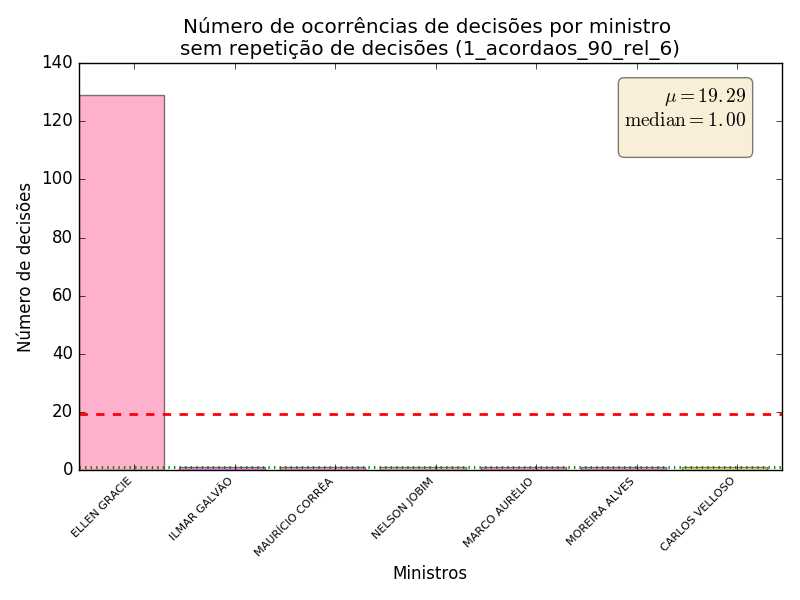 Número de ocorrências de decisões por ministro
sem repetição de decisões (1_acordaos_90_rel_6)
μ = 19.29
median = 1.00
140
120
100
80
60
40
20
0
Número de decisões
ELLEN GRACIE
ILMAR GALVÃO
MAURÍCIO CORRÊA
NELSON JOBIM
MARCO AURÉLIO
MOREIRA ALVES
CARLOS VELLOSO
Ministros